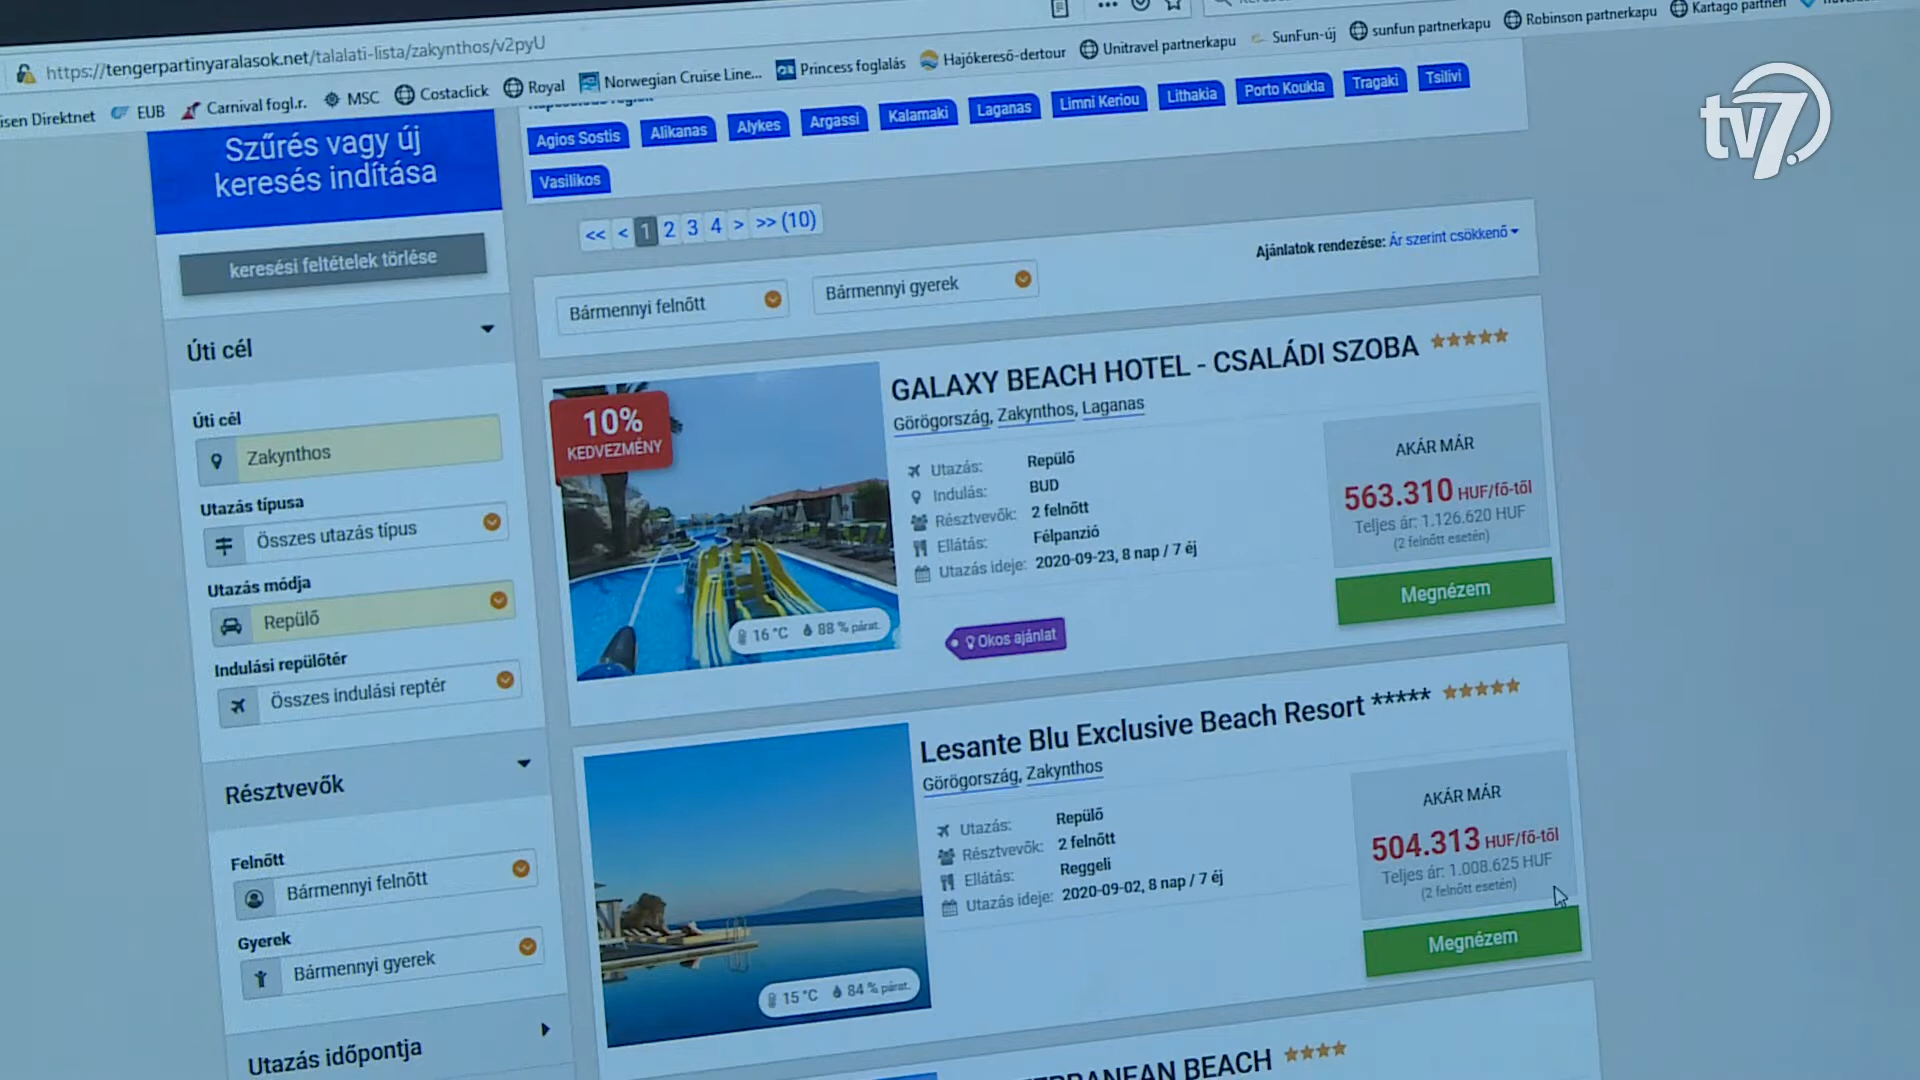 https://tengerpartinyaralasok.net/talalati-lista/zakynthos/v2pyU
isen Direktnet
EUB
Carnival fogl.r.
MSC
Costaclick
Royal
Norwegian Cruise Line...
Princess foglalás
Hajókereső-dertour
Unitravel partnerkapu
SunFun-új
sunfun partnerkapu
Robinson partnerkapu
Kartago partneri
tv7.
Szűrés vagy új
keresés indítása
keresési feltételek törlése
Úti cél
Úti cél
Zakynthos
Utazás típusa
Összes utazás típus
Utazás módja
Repülő
Indulási repülőtér
Összes indulási reptér
Résztvevők
Felnőtt
Bármennyi felnőtt
Gyerek
Bármennyi gyerek
Utazás időpontja
Agios Sostis Alikanas Alykes Argassi Kalamaki Laganas Limni Keriou Lithakia Porto Koukla Tragaki Tsilivi
Vasilikos
<< < 1 2 3 4 > >> (10)
Ajánlatok rendezése: Ár szerint csökkenő
Bármennyi felnőtt
Bármennyi gyerek
10%
KEDVEZMÉNY
16 °C 88 % párat.
GALAXY BEACH HOTEL - CSALÁDI SZOBA
Görögország, Zakynthos, Laganas
Utazás: Repülő
Indulás: BUD
Résztvevők: 2 felnőtt
Ellátás: Félpanzió
Utazás ideje: 2020-09-23, 8 nap / 7 éj
Okos ajánlat
AKÁR MÁR
563.310 HUF/fő-től
Teljes ár: 1.126.620 HUF
(2 felnőtt esetén)
Megnézem
15 °C 84 % párat.
Lesante Blu Exclusive Beach Resort *****
Görögország, Zakynthos
Utazás: Repülő
Résztvevők: 2 felnőtt
Ellátás: Reggeli
Utazás ideje: 2020-09-02, 8 nap / 7 éj
AKÁR MÁR
504.313 HUF/fő-től
Teljes ár: 1.008.625 HUF
(2 felnőtt esetén)
Megnézem
BEACH